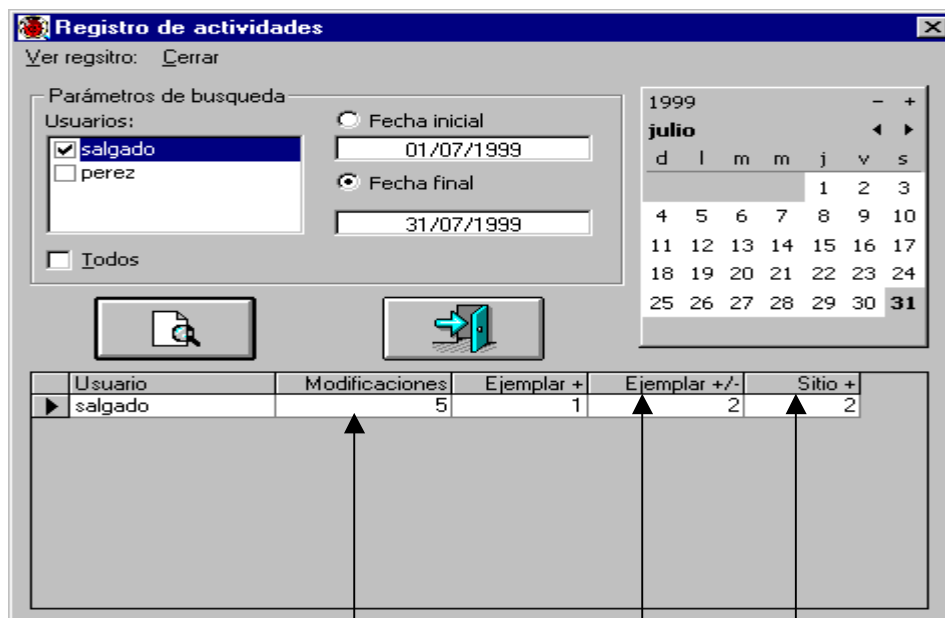 Registro de actividades
Ver regsitro: Cerrar
Parámetros de busqueda
Usuarios:
salgado
perez
Todos
Fecha inicial
01/07/1999
Fecha final
31/07/1999
1999 - +
julio
d l m m j v s
1 2 3
4 5 6 7 8 9 10
11 12 13 14 15 16 17
18 19 20 21 22 23 24
25 26 27 28 29 30 31
Usuario Modificaciones Ejemplar + Ejemplar +/- Sitio +
salgado 5 1 2 2